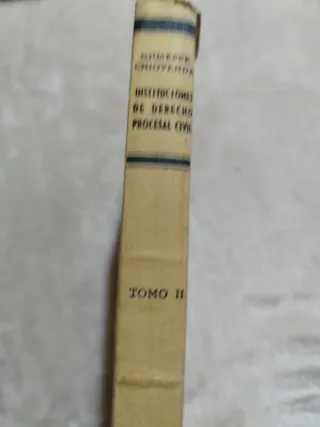 GIUSEPPE
CHIOVENDA
INSTITUCIONES
DE DERECHO
PROCESAL CIVIL
TOMO II